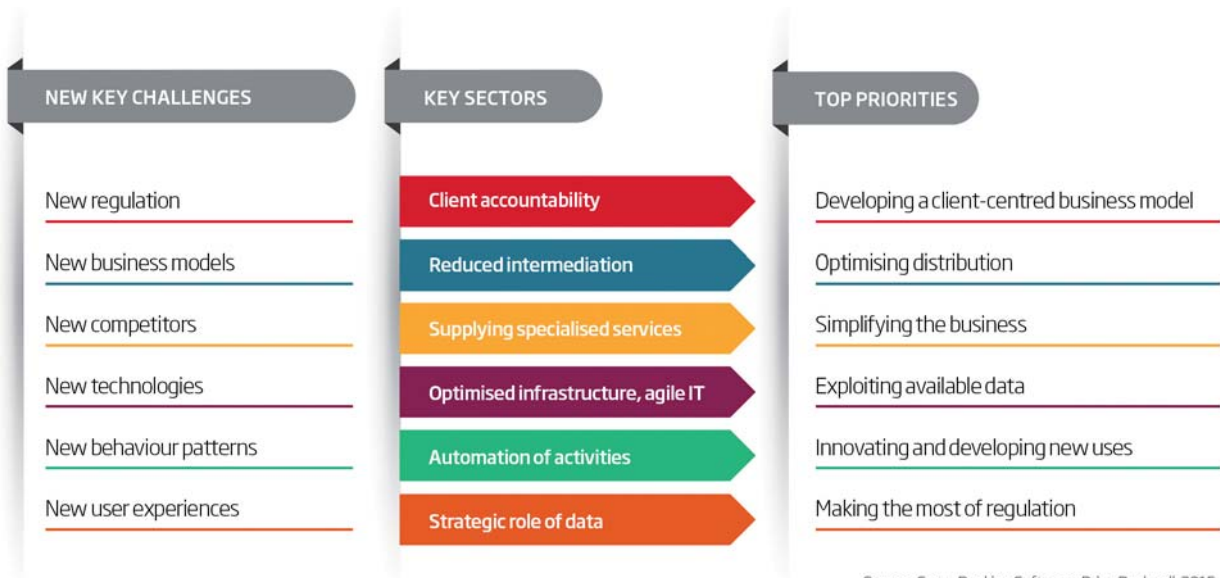 NEW KEY CHALLENGES
New regulation
New business models
New competitors
New technologies
New behaviour patterns
New user experiences
KEY SECTORS
Client accountability
Reduced intermediation
Supplying specialised services
Optimised infrastructure, agile IT
Automation of activities
Strategic role of data
TOP PRIORITIES
Developing a client-centred business model
Optimising distribution
Simplifying the business
Exploiting available data
Innovating and developing new uses
Making the most of regulation